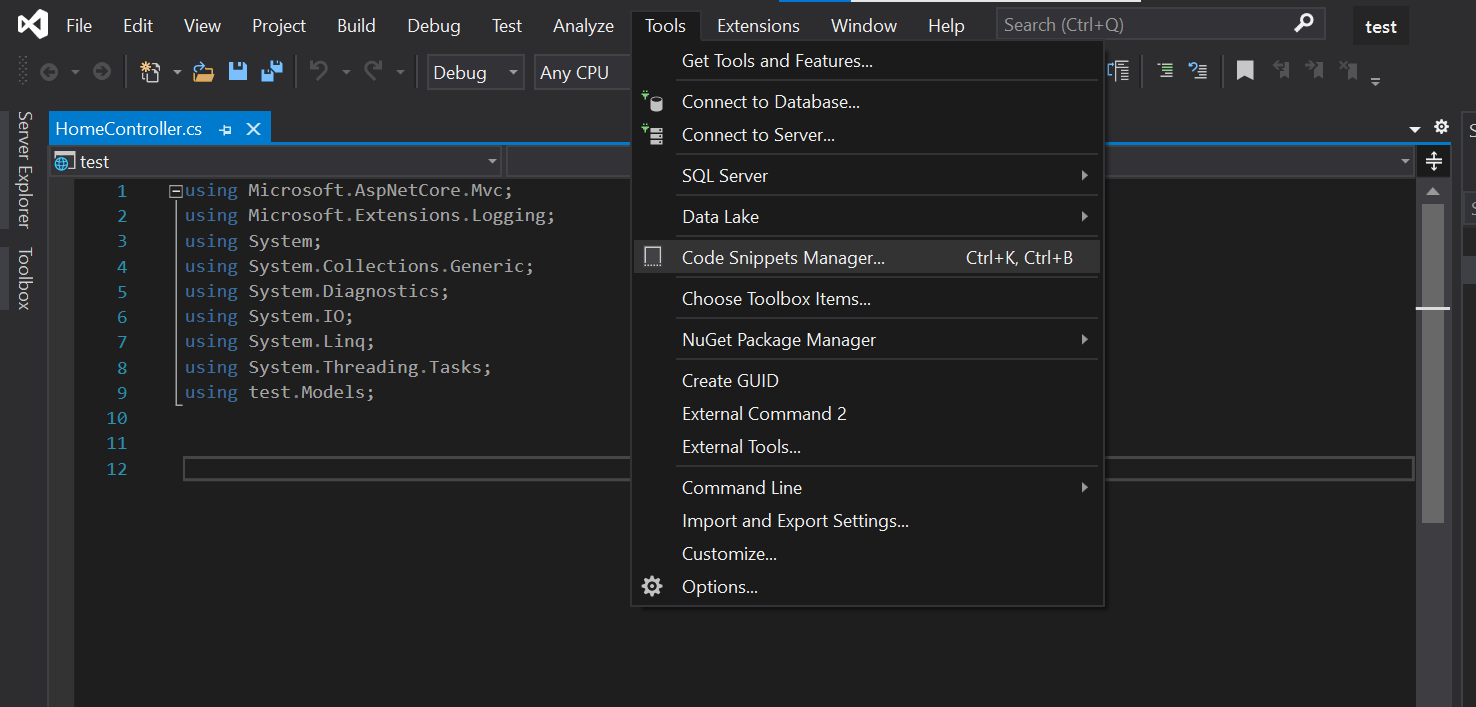 File Edit View Project Build Debug Test Analyze Tools Extensions Window Help Search (Ctrl+Q) test
Debug Any CPU
Server Explorer
Toolbox
HomeController.cs
test
1 using Microsoft.AspNetCore.Mvc;
2 using Microsoft.Extensions.Logging;
3 using System;
4 using System.Collections.Generic;
5 using System.Diagnostics;
6 using System.IO;
7 using System.Linq;
8 using System.Threading.Tasks;
9 using test.Models;
10
11
12
Get Tools and Features...
Connect to Database...
Connect to Server...
SQL Server
Data Lake
Code Snippets Manager... Ctrl+K, Ctrl+B
Choose Toolbox Items...
NuGet Package Manager
Create GUID
External Command 2
External Tools...
Command Line
Import and Export Settings...
Customize...
Options...